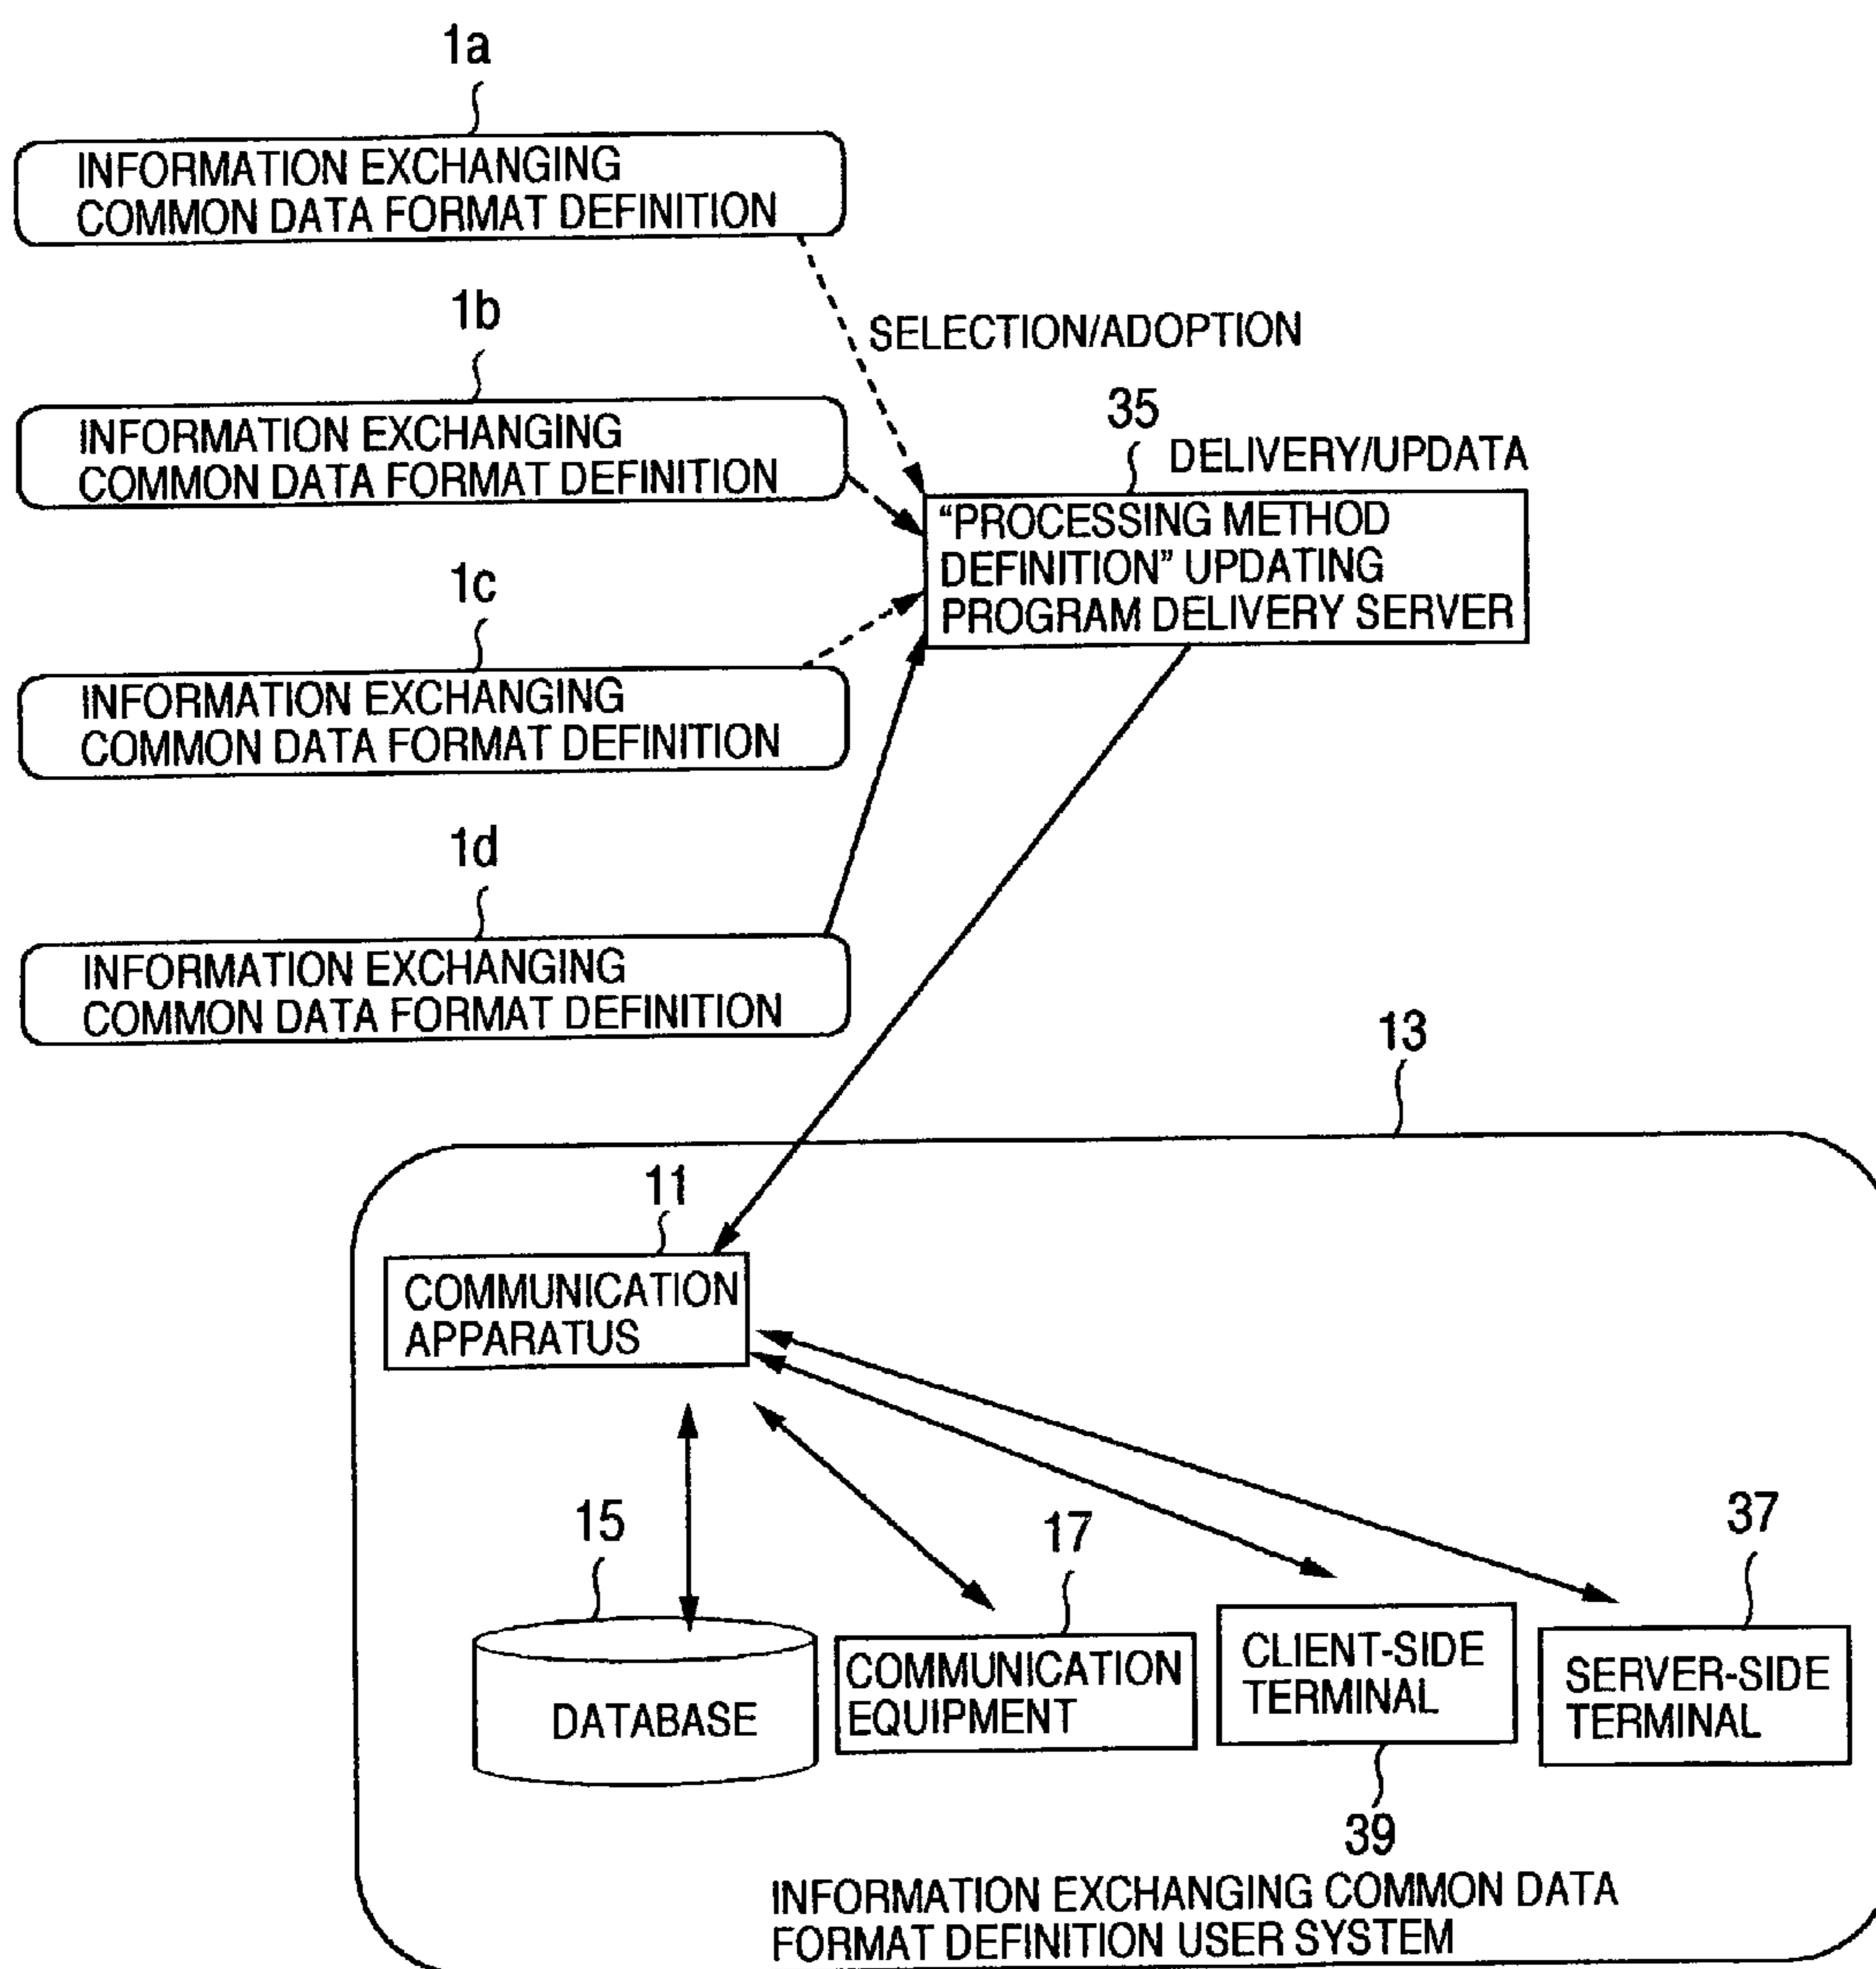 1a
INFORMATION EXCHANGING
COMMON DATA FORMAT DEFINITION
1b
SELECTION/ADOPTION
INFORMATION EXCHANGING
COMMON DATA FORMAT DEFINITION
35
DELIVERY/UPDATA
"PROCESSING METHOD
DEFINITION" UPDATING
PROGRAM DELIVERY SERVER
1c
INFORMATION EXCHANGING
COMMON DATA FORMAT DEFINITION
1d
INFORMATION EXCHANGING
COMMON DATA FORMAT DEFINITION
13
11
COMMUNICATION
APPARATUS
15
DATABASE
17
COMMUNICATION
EQUIPMENT
CLIENT-SIDE
TERMINAL
39
37
SERVER-SIDE
TERMINAL
INFORMATION EXCHANGING COMMON DATA
FORMAT DEFINITION USER SYSTEM